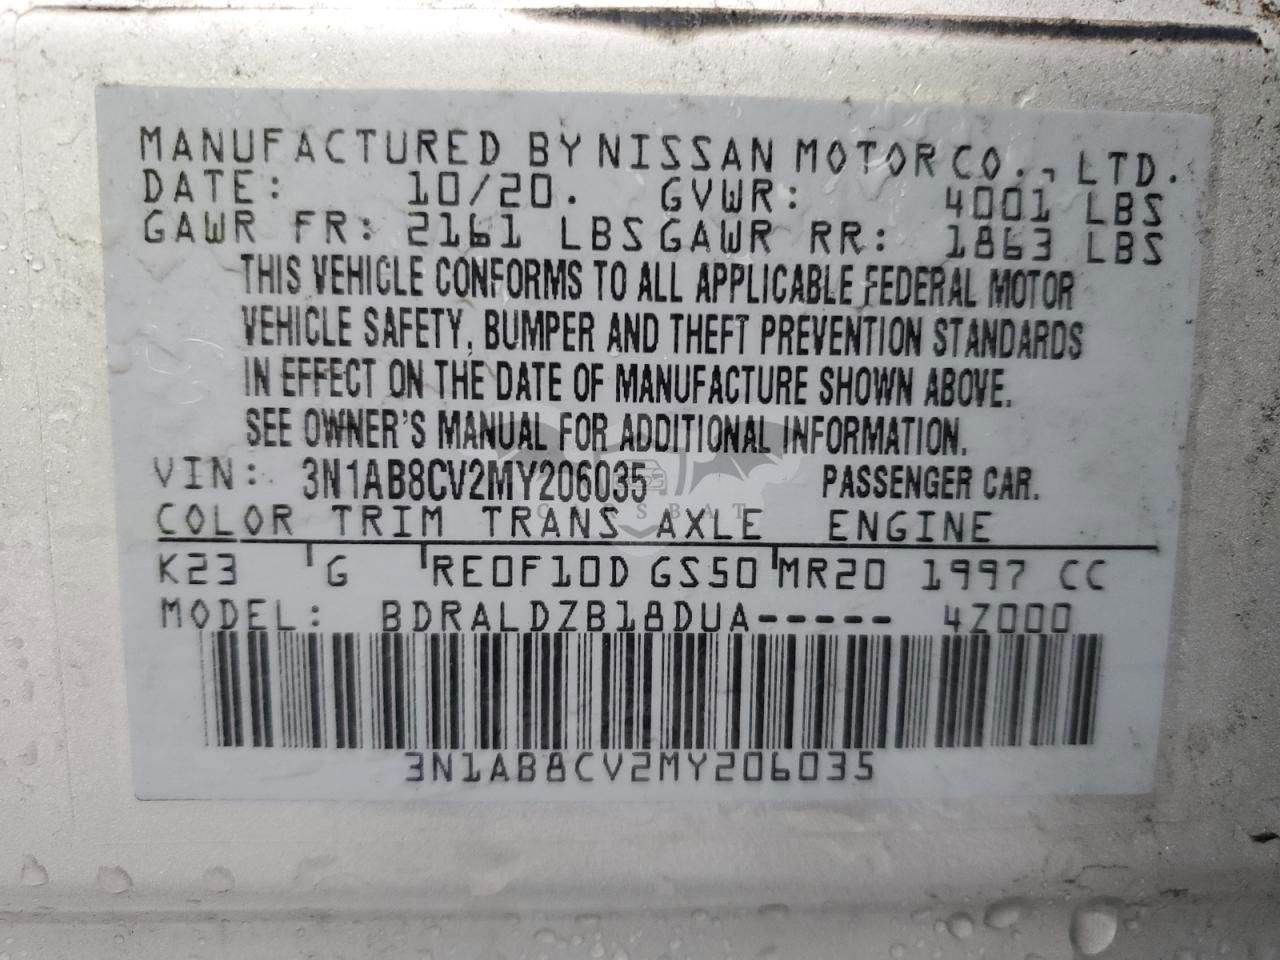 MANUFACTURED BY NISSAN MOTOR CO., LTD.
DATE: 10/20. GVWR: 4001 LBS
GAWR FR: 2161 LBS GAWR RR: 1863 LBS
THIS VEHICLE CONFORMS TO ALL APPLICABLE FEDERAL MOTOR
VEHICLE SAFETY, BUMPER AND THEFT PREVENTION STANDARDS
IN EFFECT ON THE DATE OF MANUFACTURE SHOWN ABOVE.
SEE OWNER'S MANUAL FOR ADDITIONAL INFORMATION.
VIN: 3N1AB8CV2MY206035 PASSENGER CAR.
COLOR TRIM TRANS AXLE ENGINE
K23 G RE0F10D GS50 MR20 1997 CC
MODEL: BDRALDZB18DUA----- 4Z000
3N1AB8CV2MY206035